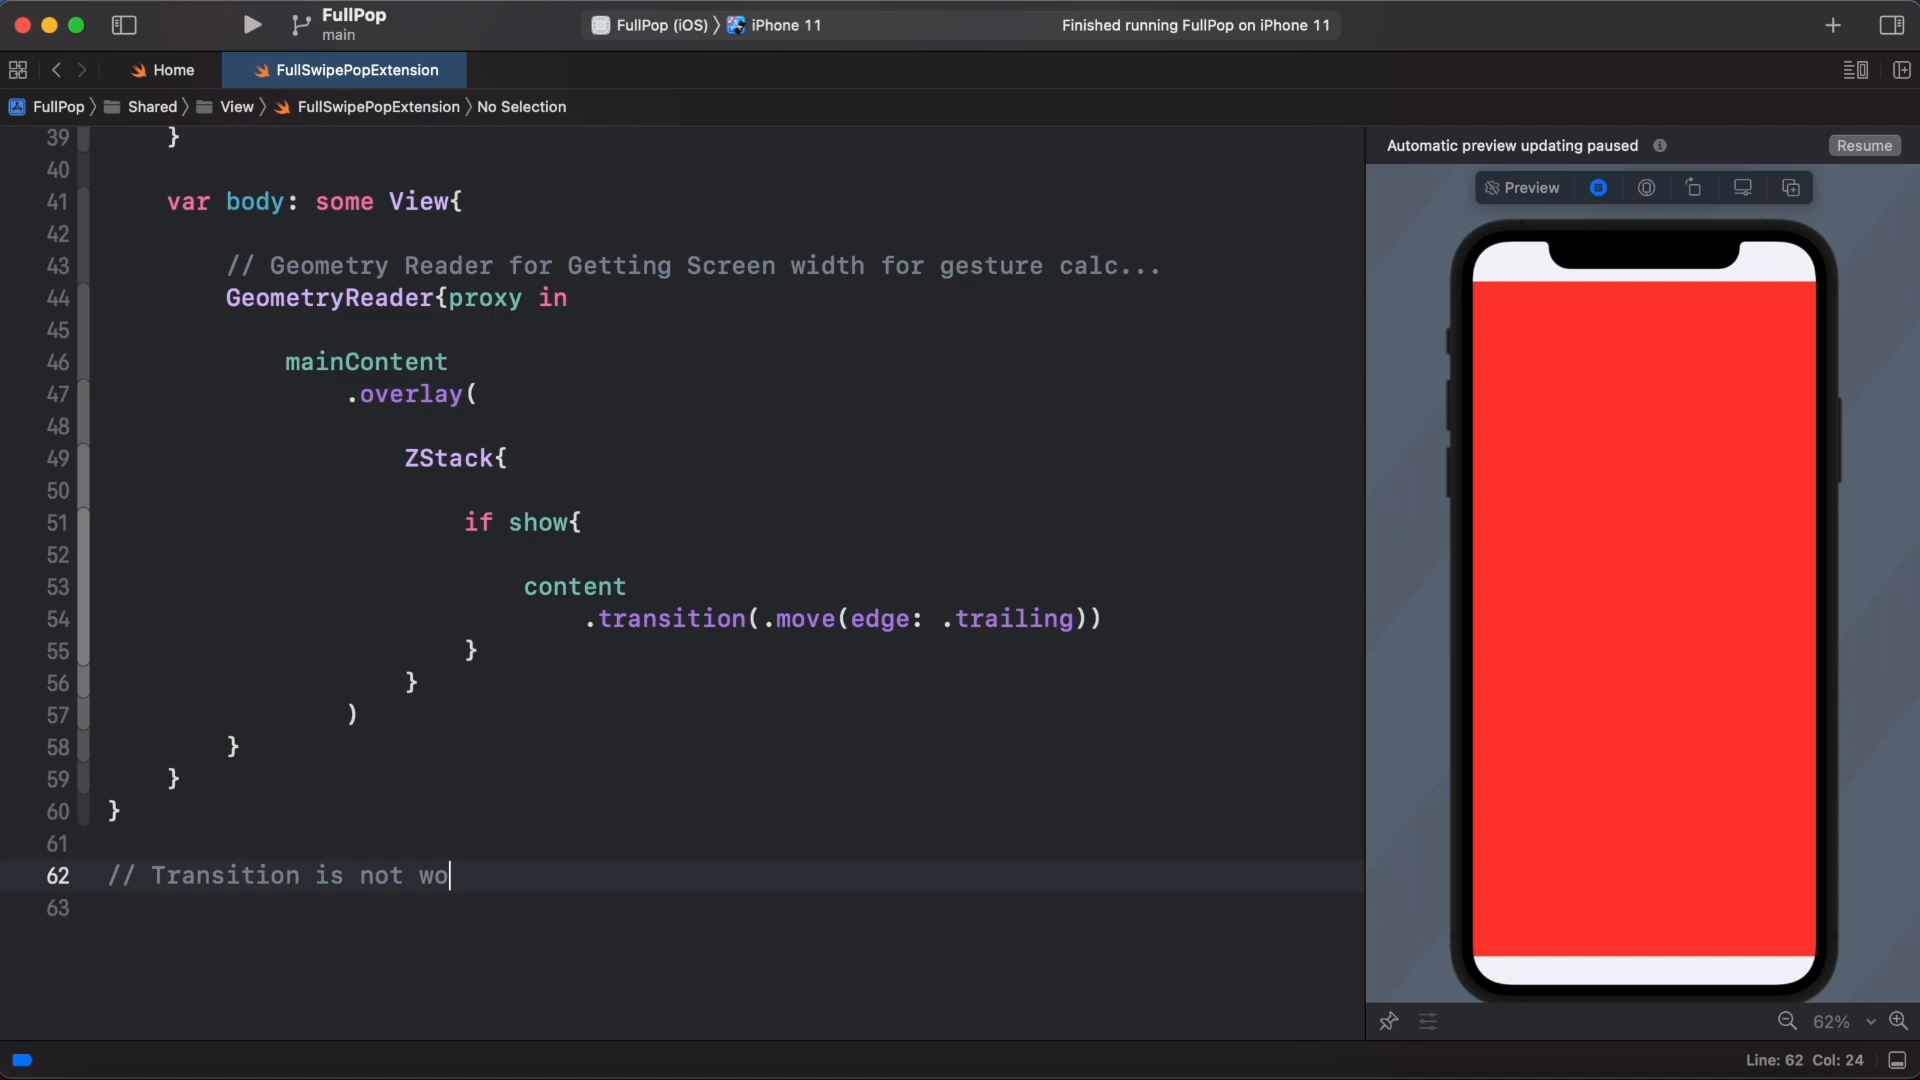 FullPop
main
FullPop (iOS) 〉 iPhone 11
Finished running FullPop on iPhone 11
Home
FullSwipePopExtension
FullPop 〉 Shared 〉 View 〉 FullSwipePopExtension 〉 No Selection
39 }
40
41 var body: some View{
42
43 // Geometry Reader for Getting Screen width for gesture calc...
44 GeometryReader{proxy in
45
46 mainContent
47 .overlay(
48
49 ZStack{
50
51 if show{
52
53 content
54 .transition(.move(edge: .trailing))
55 }
56 }
57 )
58 }
59 }
60 }
61
62 // Transition is not wo
63
Automatic preview updating paused
Resume
Preview
62%
Line: 62 Col: 24